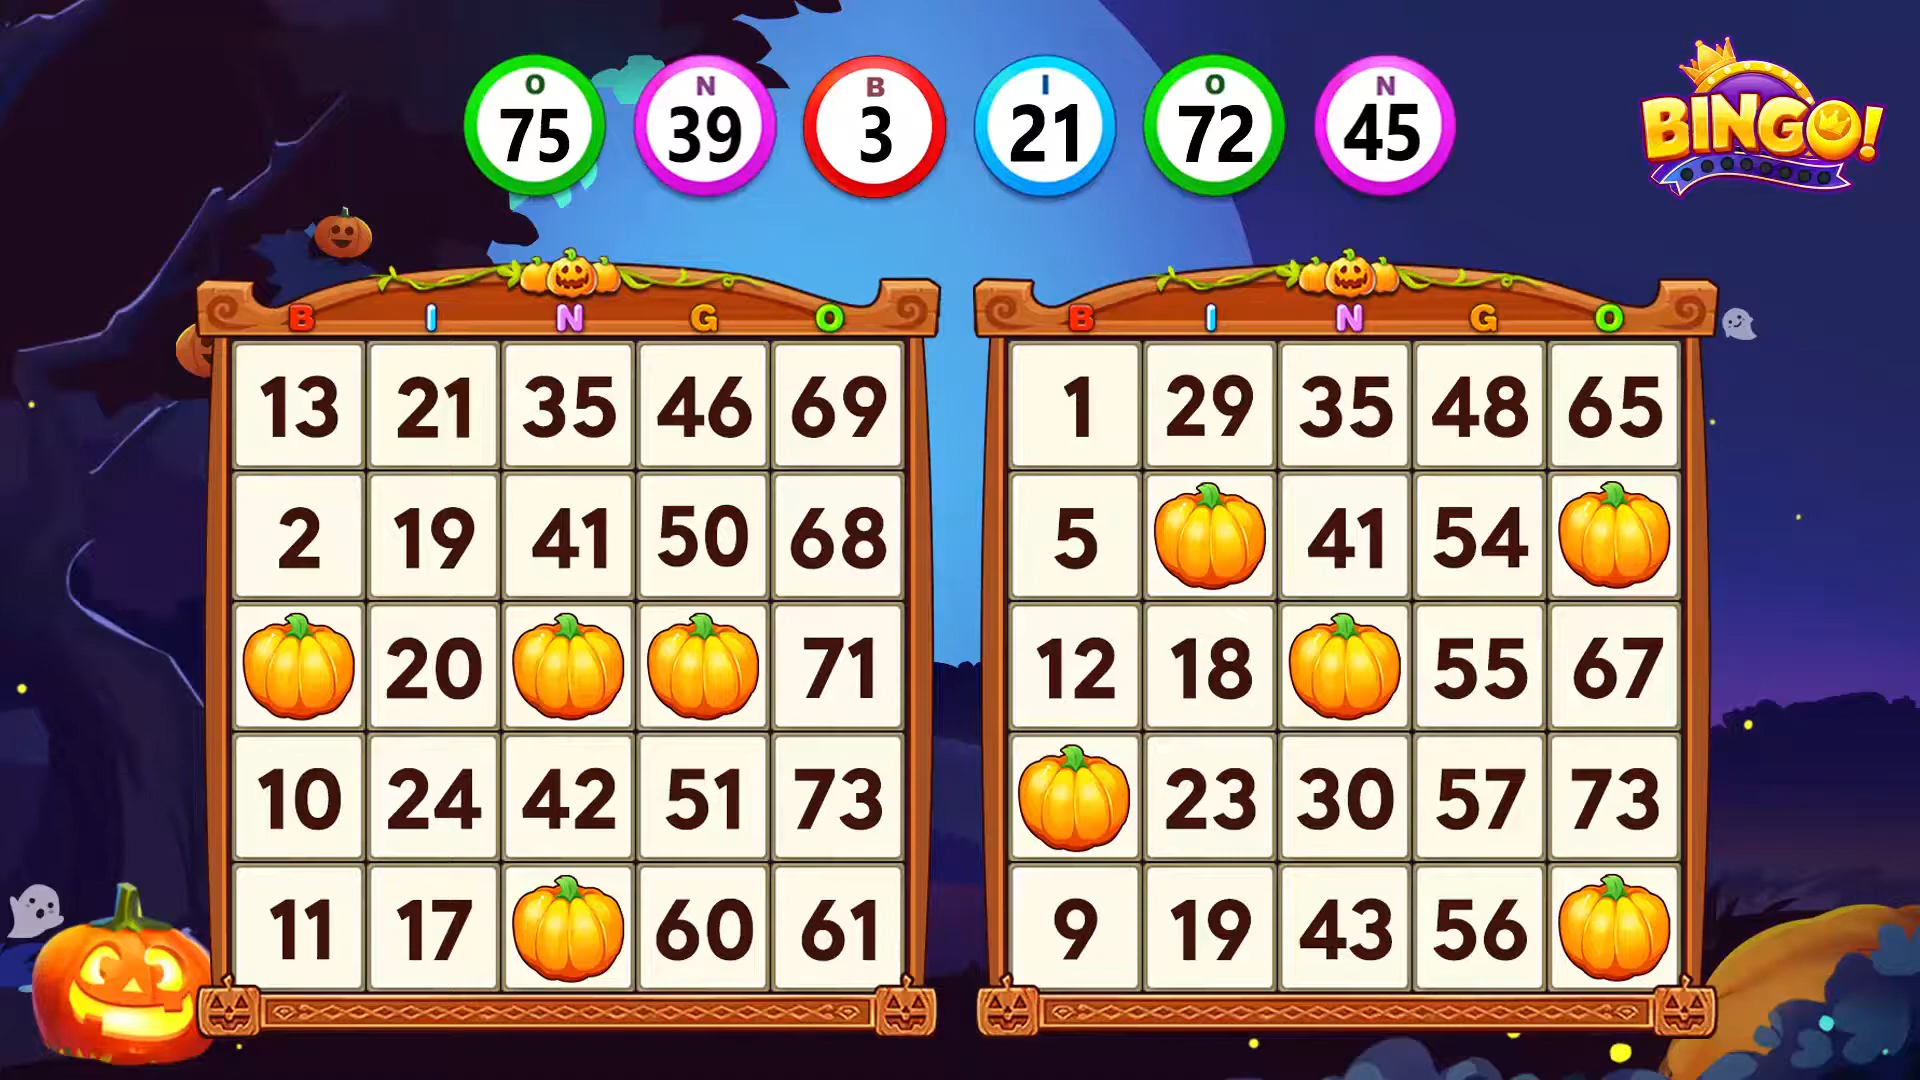 O N B I O N
75 39 3 21 72 45
BINGO!
B I N G O
13 21 35 46 69
2 19 41 50 68
20 71
10 24 42 51 73
11 17 60 61
B I N G O
1 29 35 48 65
5 41 54
12 18 55 67
23 30 57 73
9 19 43 56